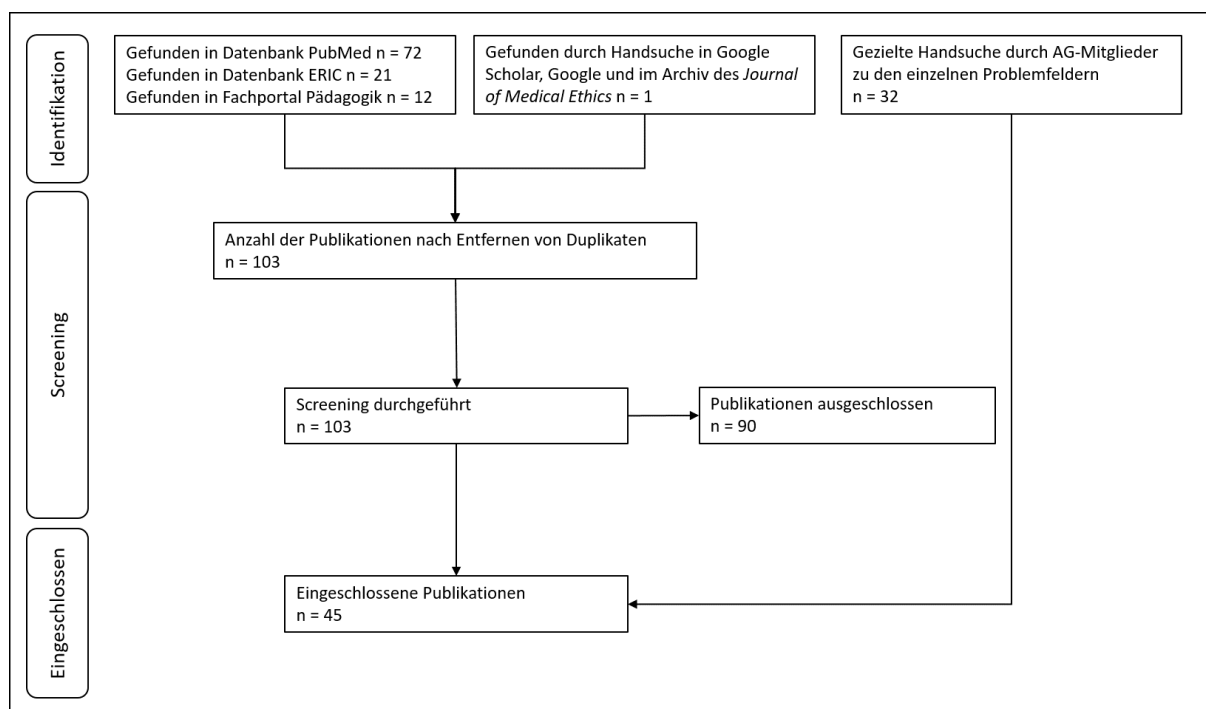 Identifikation
Gefunden in Datenbank PubMed n = 72
Gefunden in Datenbank ERIC n = 21
Gefunden in Fachportal Pädagogik n = 12
Gefunden durch Handsuche in Google
Scholar, Google und im Archiv des Journal
of Medical Ethics n = 1
Gezielte Handsuche durch AG-Mitglieder
zu den einzelnen Problemfeldern
n = 32
Screening
Anzahl der Publikationen nach Entfernen von Duplikaten
n = 103
Screening durchgeführt
n = 103
Publikationen ausgeschlossen
n = 90
Eingeschlossen
Eingeschlossene Publikationen
n = 45